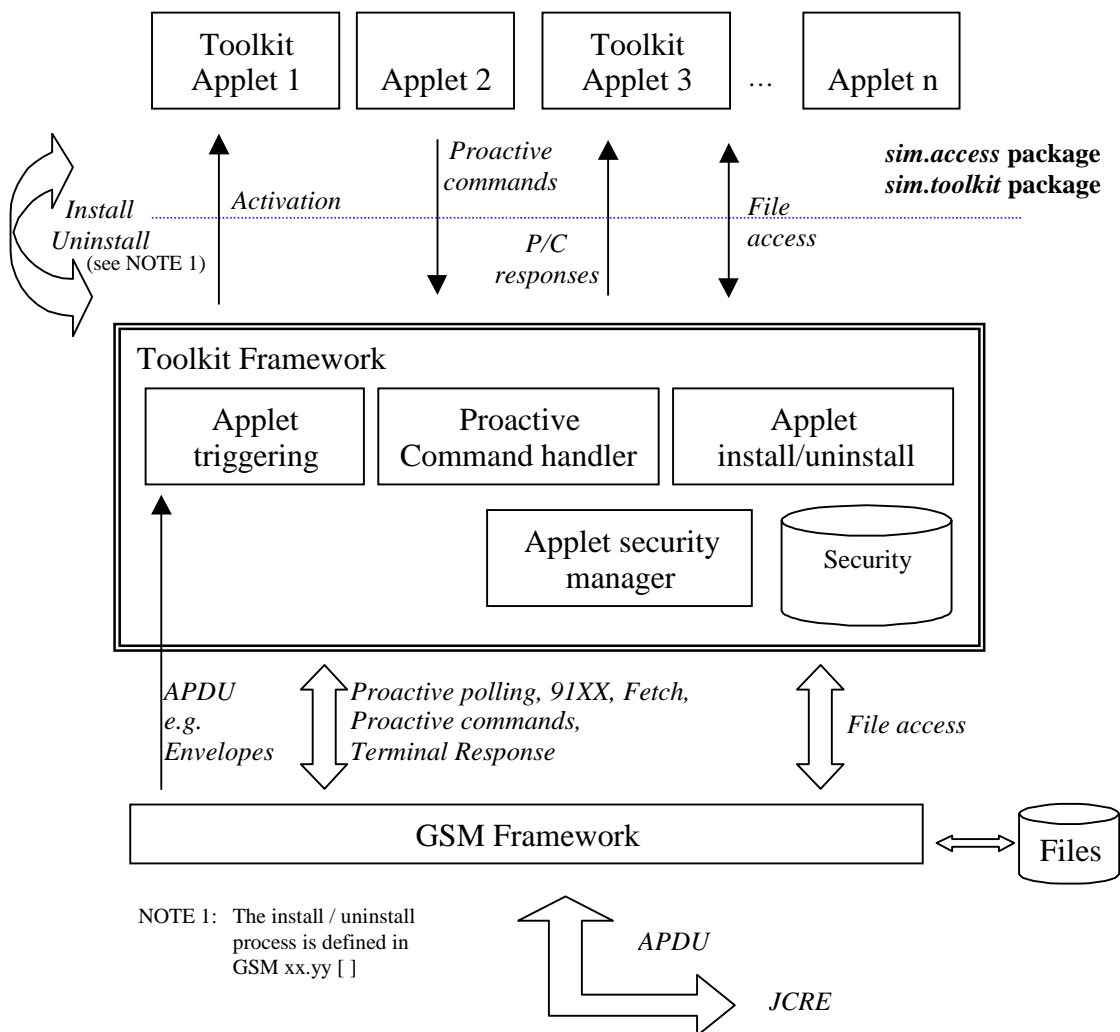 Toolkit
Applet 1
Applet 2
Toolkit
Applet 3
...
Applet n
Install
Uninstall
(see NOTE 1)
Activation
Proactive
commands
P/C
responses
File
access
sim.access package
sim.toolkit package
Toolkit Framework
Applet
triggering
Proactive
Command handler
Applet
install/uninstall
Applet security
manager
Security
APDU
e.g.
Envelopes
Proactive polling, 91XX, Fetch,
Proactive commands,
Terminal Response
File access
GSM Framework
Files
NOTE 1: The install / uninstall
process is defined in
GSM xx.yy [ ]
APDU
JCRE